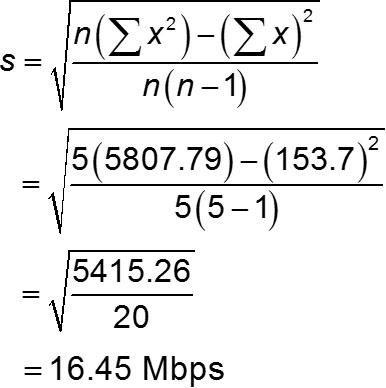 s = √((n(∑x²) − (∑x)²) / (n(n − 1)))
= √((5(5807.79) − (153.7)²) / (5(5 − 1)))
= √(5415.26 / 20)
= 16.45 Mbps